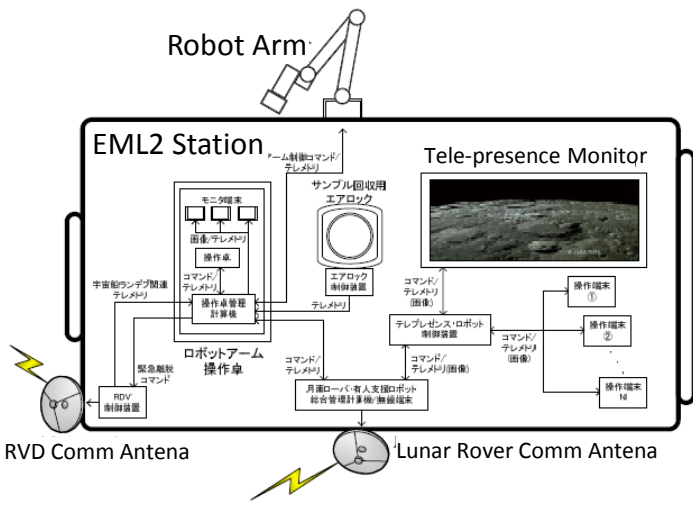 Robot Arm
EML2 Station
アーム制御コマンド/
テレメトリ
Tele-presence Monitor
サンプル回収用
エアロック
モニタ端末
画像/テレメトリ
操作卓
コマンド/
テレメトリ
操作卓管理
計算機
ロボットアーム
操作卓
エアロック
制御装置
テレメトリ
宇宙船ランデブ関連
テレメトリ
緊急離脱
コマンド
RDV
制御装置
コマンド/
テレメトリ
(画像)
テレプレゼンス・ロボット
制御装置
コマンド/
テレメトリ
(画像)
操作端末
①
操作端末
②
操作端末
コマンド/
テレメトリ
コマンド/
テレメトリ(画像)
月面ローバ・有人支援ロボット
総合管理計算機/無線端末
RVD Comm Antena
Lunar Rover Comm Antena